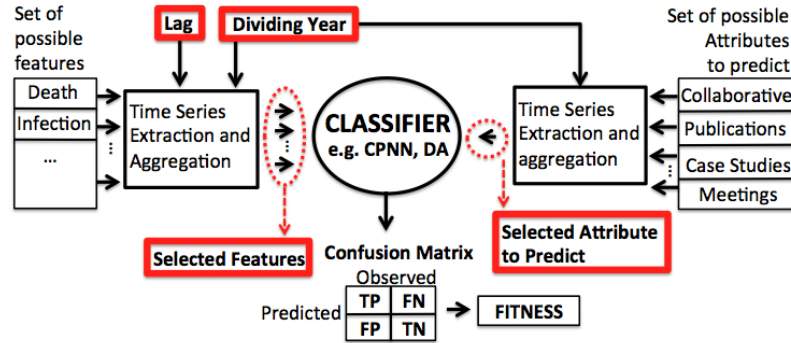 Set of
possible
features
Lag
Dividing Year
Set of possible
Attributes
to predict
Death
Infection
...
Time Series
Extraction and
Aggregation
CLASSIFIER
e.g. CPNN, DA
Time Series
Extraction and
aggregation
Collaborative
Publications
Case Studies
Meetings
Selected Features
Selected Attribute
to Predict
Confusion Matrix
Observed
Predicted
TP FN
FP TN
FITNESS